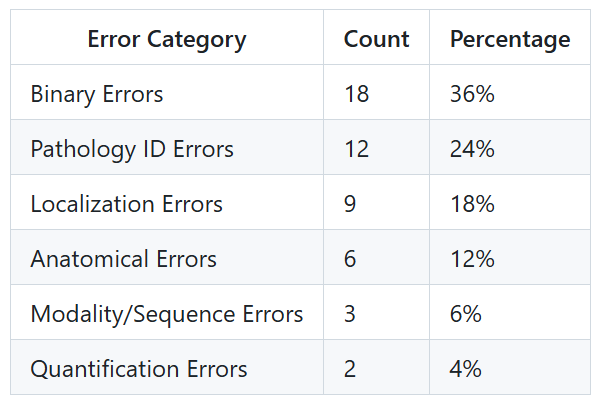 Error Category Count Percentage
Binary Errors 18 36%
Pathology ID Errors 12 24%
Localization Errors 9 18%
Anatomical Errors 6 12%
Modality/Sequence Errors 3 6%
Quantification Errors 2 4%